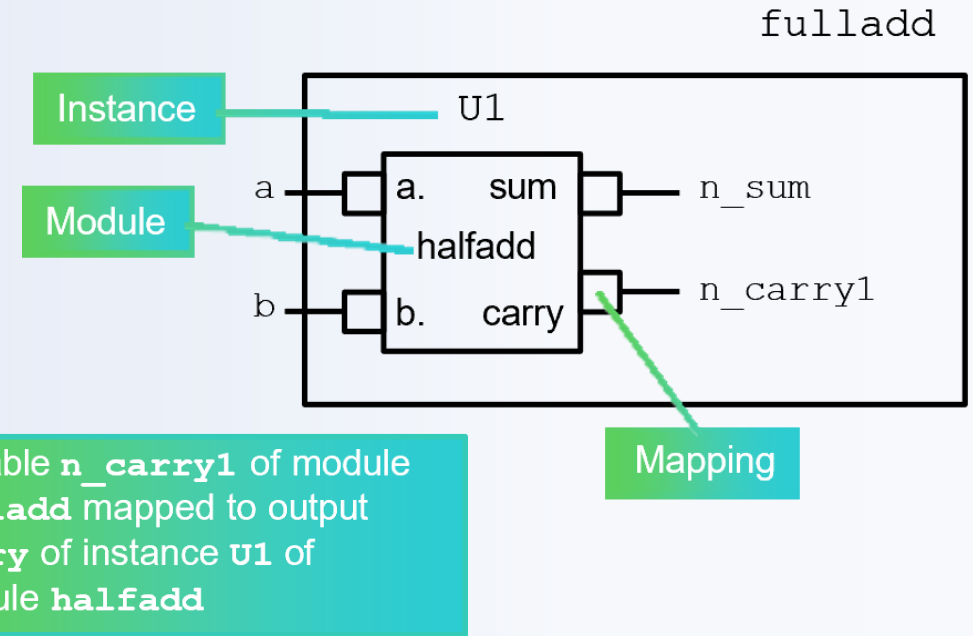 fulladd
Instance
U1
a
a.
sum
n_sum
Module
halfadd
b
b.
carry
n_carry1
Mapping
n_carry1 of module
mapped to output
of instance U1 of
halfadd